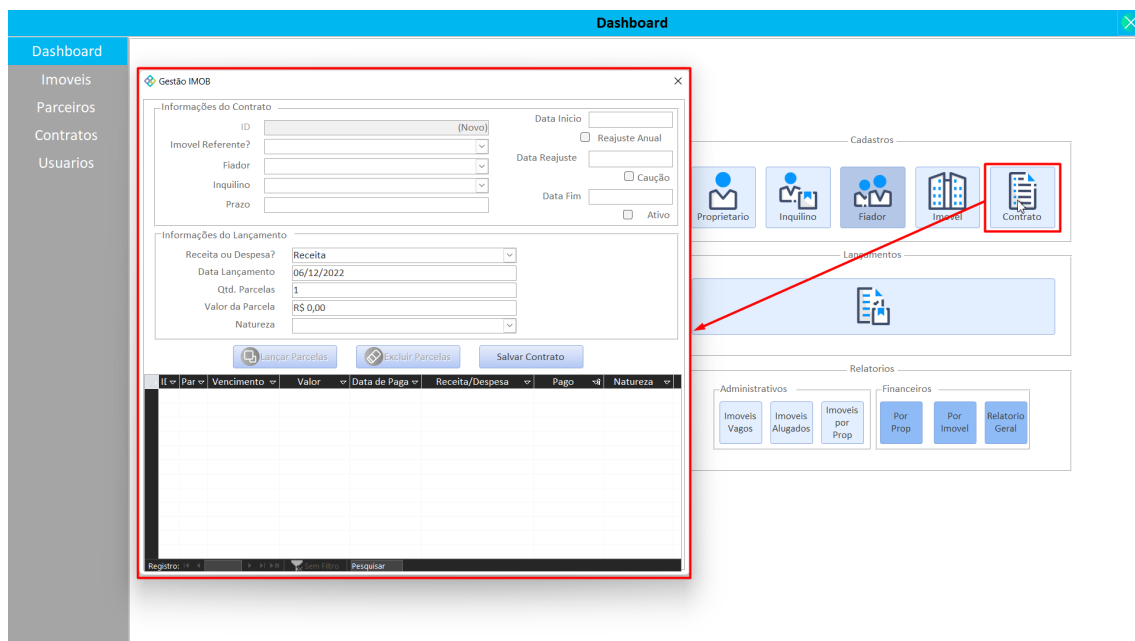 Dashboard
Dashboard
Imoveis
Parceiros
Contratos
Usuarios
Gestão IMOB
Informações do Contrato
ID (Novo)
Imovel Referente?
Fiador
Inquilino
Prazo
Data Inicio
Reajuste Anual
Data Reajuste
Caução
Data Fim
Ativo
Informações do Lançamento
Receita ou Despesa? Receita
Data Lançamento 06/12/2022
Qtd. Parcelas 1
Valor da Parcela R$ 0,00
Natureza
Lançar Parcelas Excluir Parcelas Salvar Contrato
Par Vencimento Valor Data de Paga Receita/Despesa Pago Natureza
Registro: Sem Filtro Pesquisar
Cadastros
Proprietario Inquilino Fiador Imovel Contrato
Lançamentos
Relatorios
Administrativos
Imoveis Vagos
Imoveis Alugados
Imoveis por Prop
Financeiros
Por Prop
Por Imovel
Relatorio Geral